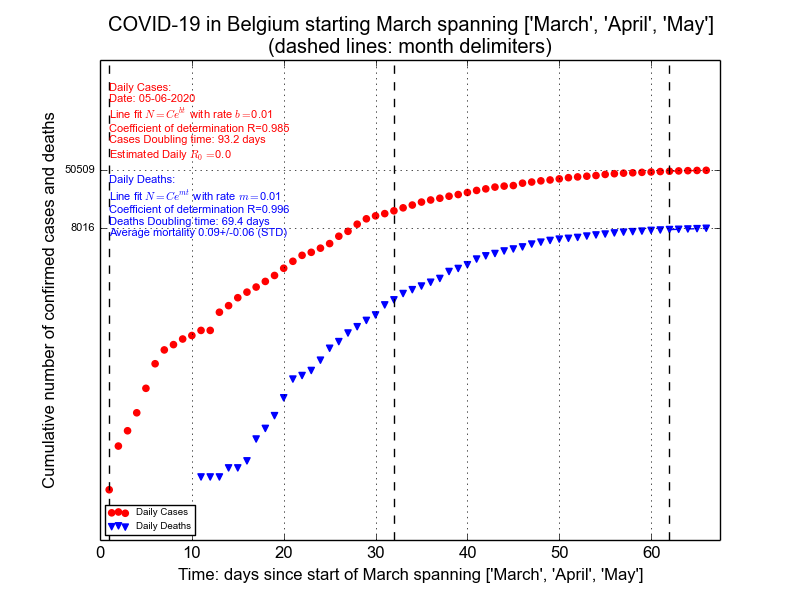 COVID-19 in Belgium starting March spanning ['March', 'April', 'May']
(dashed lines: month delimiters)
Daily Cases:
Date: 05-06-2020
Line fit N=Ce^{bt} with rate b=0.01
Coefficient of determination R=0.985
Cases Doubling time: 93.2 days
Estimated Daily R_0=0.0
Daily Deaths:
Line fit N=Ce^{mt} with rate m=0.01
Coefficient of determination R=0.996
Deaths Doubling time: 69.4 days
Average mortality 0.09+/-0.06 (STD)
50509
8016
Cumulative number of confirmed cases and deaths
Daily Cases
Daily Deaths
0 10 20 30 40 50 60
Time: days since start of March spanning ['March', 'April', 'May']